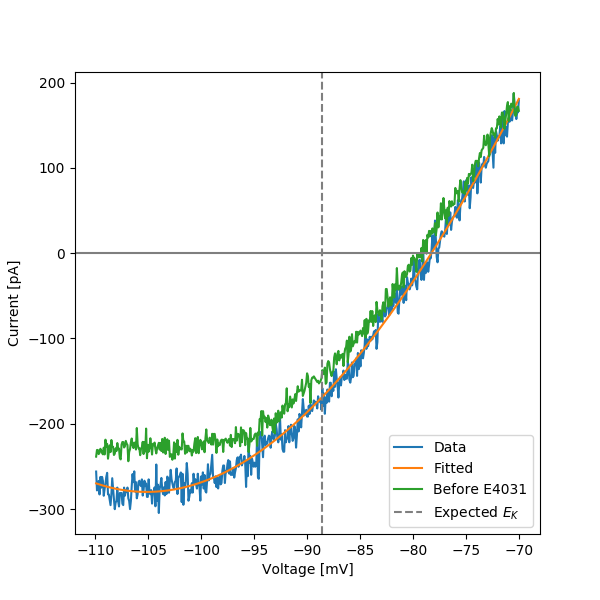 200
100
0
−100
−200
−300
Current [pA]
Data
Fitted
Before E4031
Expected E_K
−110
−105
−100
−95
−90
−85
−80
−75
−70
Voltage [mV]